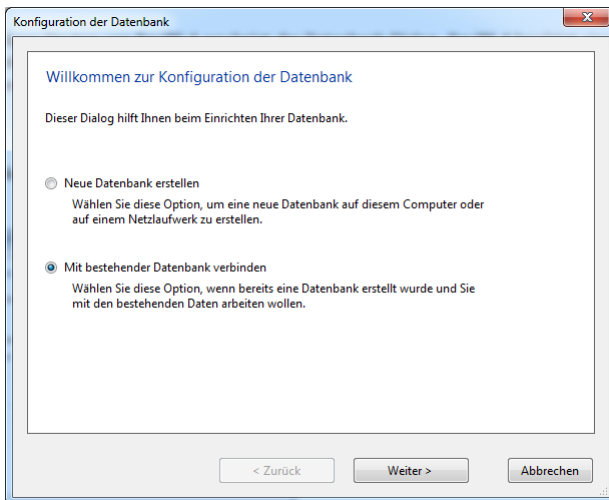 Konfiguration der Datenbank
Willkommen zur Konfiguration der Datenbank
Dieser Dialog hilft Ihnen beim Einrichten Ihrer Datenbank.
Neue Datenbank erstellen
Wählen Sie diese Option, um eine neue Datenbank auf diesem Computer oder
auf einem Netzlaufwerk zu erstellen.
Mit bestehender Datenbank verbinden
Wählen Sie diese Option, wenn bereits eine Datenbank erstellt wurde und Sie
mit den bestehenden Daten arbeiten wollen.
< Zurück
Weiter >
Abbrechen